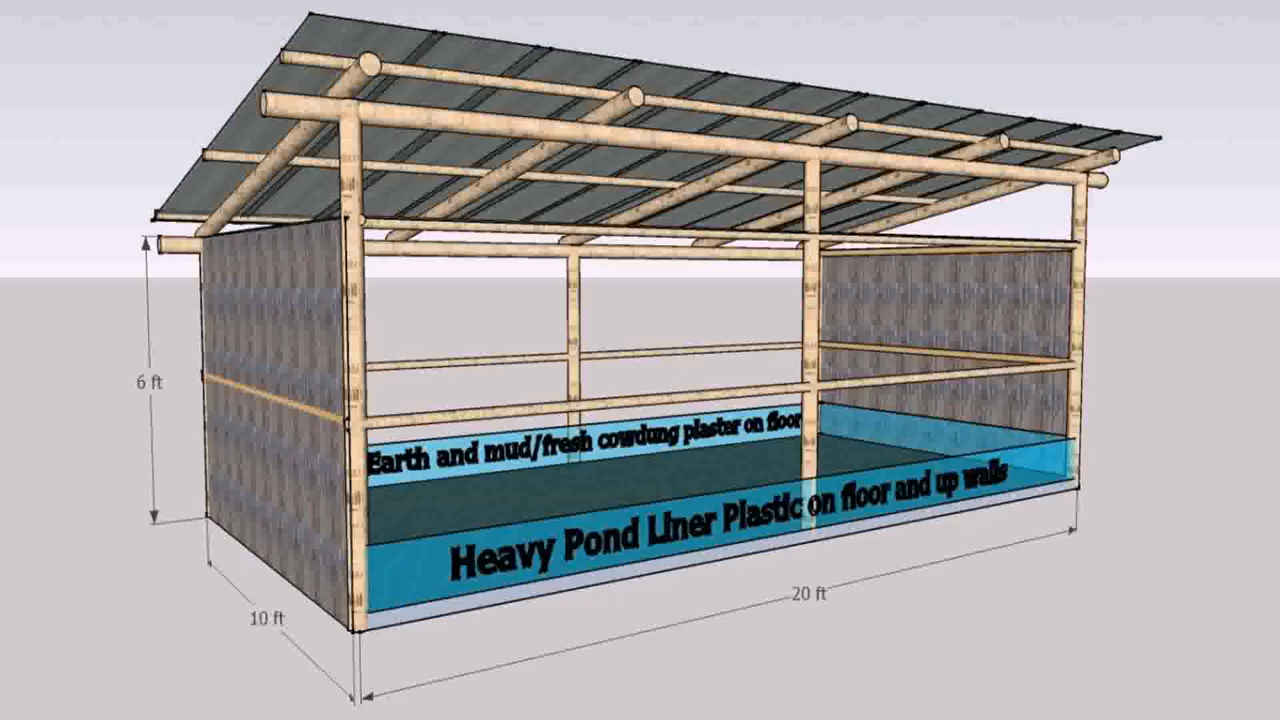 6 ft
Earth and mud/fresh cowdung plaster on floor
Heavy Pond Liner Plastic on floor and up walls
20 ft
10 ft